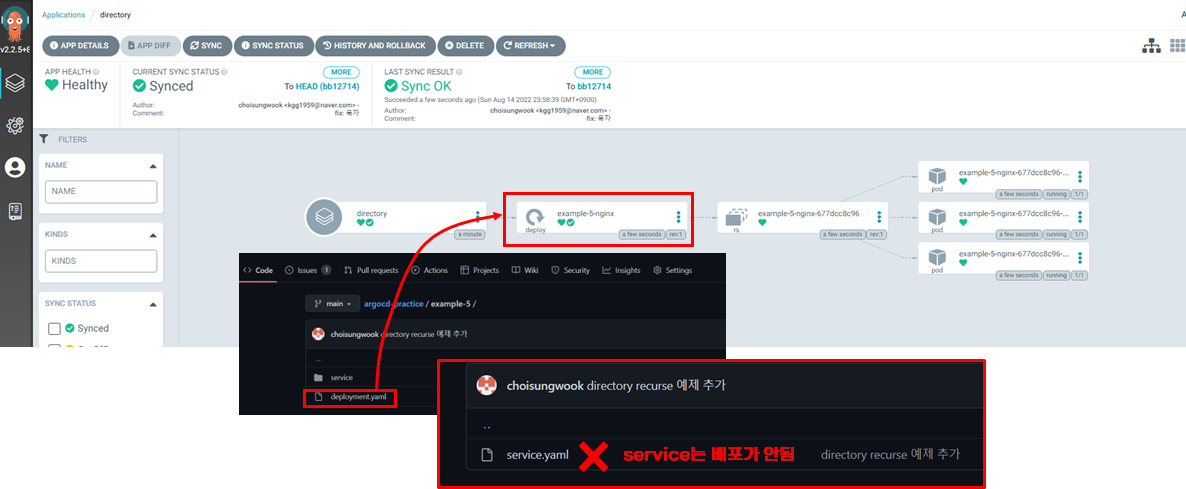 Applications / directory
v2.2.5+8
APP DETAILS APP DIFF SYNC SYNC STATUS HISTORY AND ROLLBACK DELETE REFRESH
APP HEALTH
Healthy
CURRENT SYNC STATUS MORE
Synced To HEAD (bb12714)
Author: choisungwook <kgg1959@naver.com> -
Comment: fix: 목차
LAST SYNC RESULT MORE
Sync OK To bb12714
Succeeded a few seconds ago (Sun Aug 14 2022 23:58:39 GMT+0900)
Author: choisungwook <kgg1959@naver.com> -
Comment: fix: 목차
FILTERS
NAME
NAME
KINDS
KINDS
SYNC STATUS
Synced
directory
a minute
deploy
example-5-nginx
a few seconds rev:1
rs
example-5-nginx-677dcc8c96
a few seconds rev:1
pod
example-5-nginx-677dcc8c96-...
a few seconds running 1/1
pod
example-5-nginx-677dcc8c96-...
a few seconds running 1/1
pod
example-5-nginx-677dcc8c96-...
a few seconds running 1/1
Code Issues 1 Pull requests Actions Projects Wiki Security Insights Settings
main argocd-practice / example-5 /
choisungwook directory recurse 예제 추가
..
service
deployment.yaml
choisungwook directory recurse 예제 추가
..
service.yaml service는 배포가 안됨 directory recurse 예제 추가